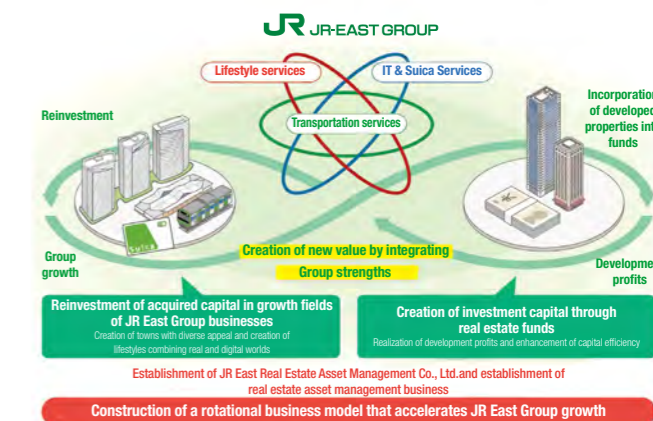 JR JR-EAST GROUP
Lifestyle services
IT & Suica Services
Transportation services
Reinvestment
Incorporation
of developed
properties int
funds
Suica
Group
growth
Creation of new value by integrating
Group strengths
Developme
profits
Reinvestment of acquired capital in growth fields
of JR East Group businesses
Creation of towns with diverse appeal and creation of
lifestyles combining real and digital worlds
Creation of investment capital through
real estate funds
Realization of development profits and enhancement of capital efficiency
Establishment of JR East Real Estate Asset Management Co., Ltd.and establishment of
real estate asset management business
Construction of a rotational business model that accelerates JR East Group growth